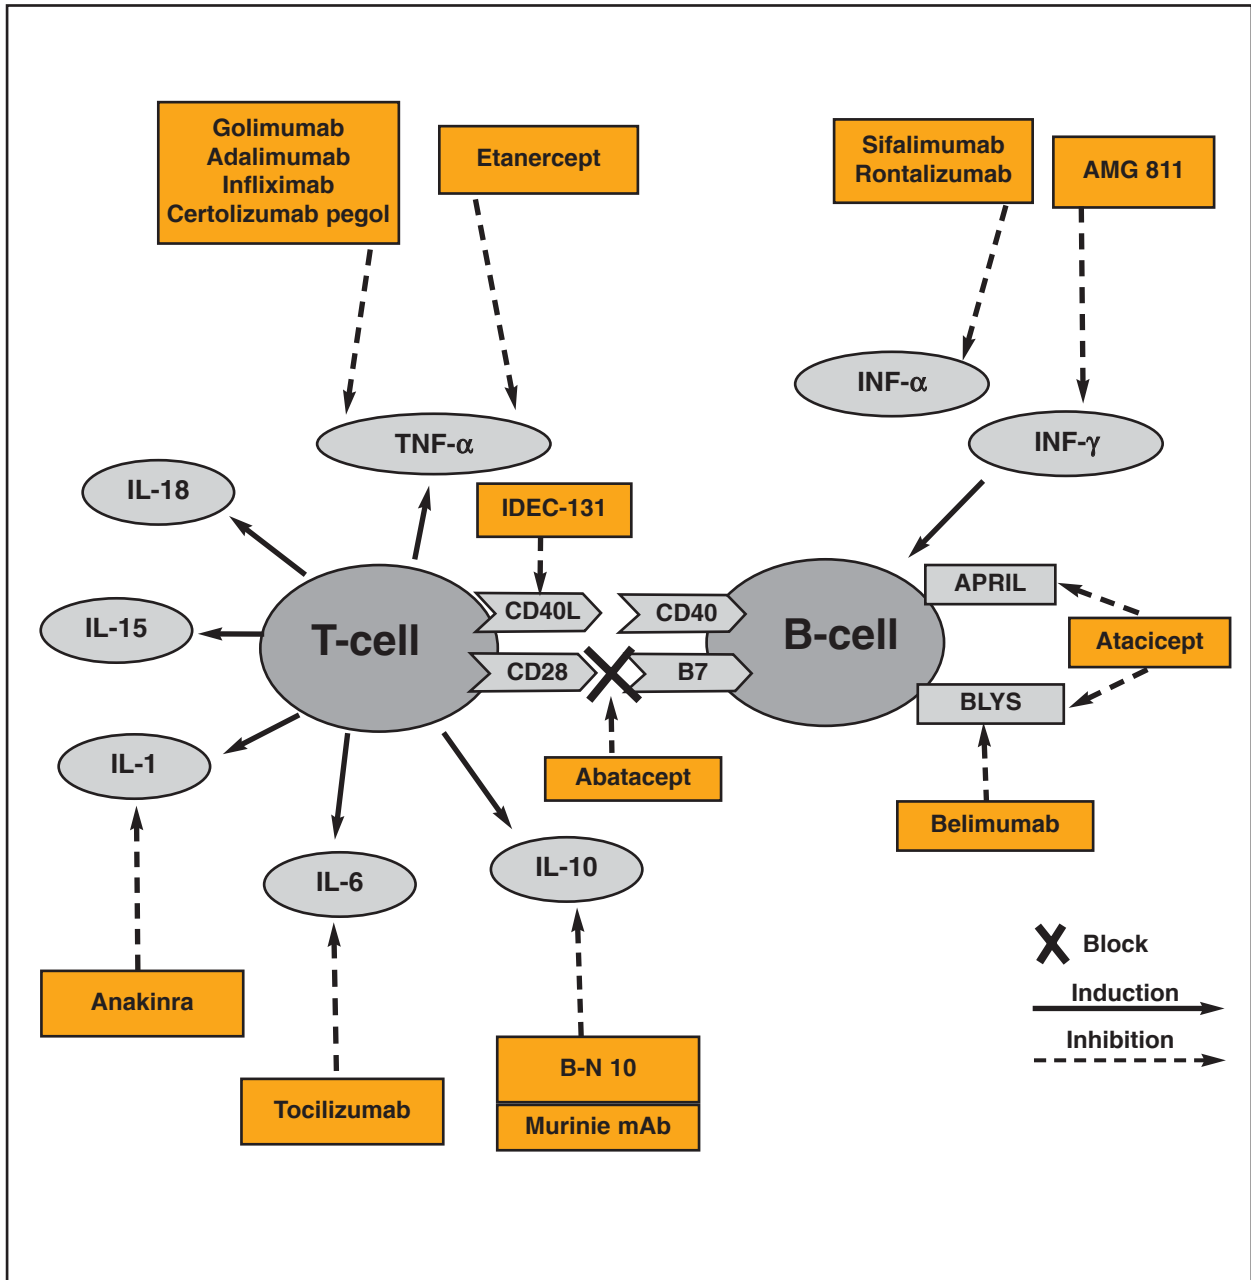 Golimumab
Adalimumab
Infliximab
Certolizumab pegol
Etanercept
Sifalimumab
Rontalizumab
AMG 811
INF-α
TNF-α
INF-γ
IL-18
IDEC-131
APRIL
CD40L
CD40
IL-15
T-cell
B-cell
Atacicept
CD28
B7
BLYS
IL-1
Abatacept
Belimumab
IL-6
IL-10
Block
Anakinra
Induction
Inhibition
B-N 10
Tocilizumab
Murinie mAb